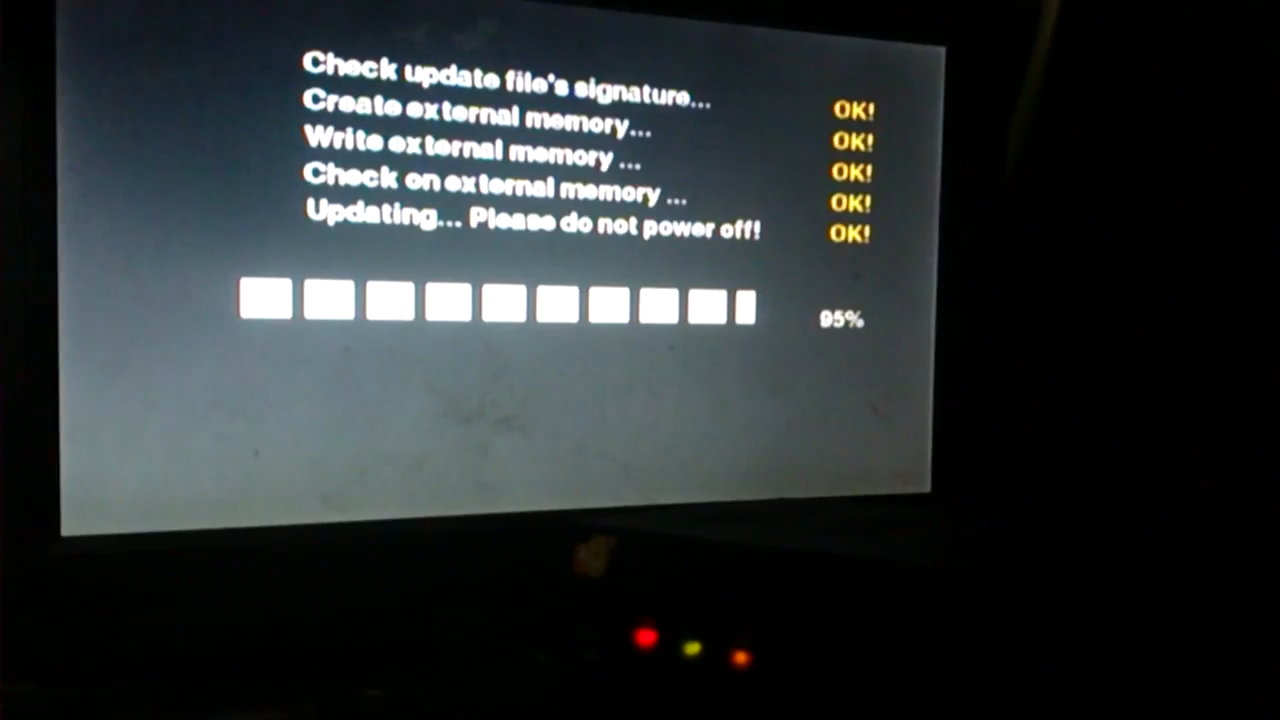 Check update file's signature... OK!
Create external memory... OK!
Write external memory ... OK!
Check on external memory ... OK!
Updating... Please do not power off! OK!
95%